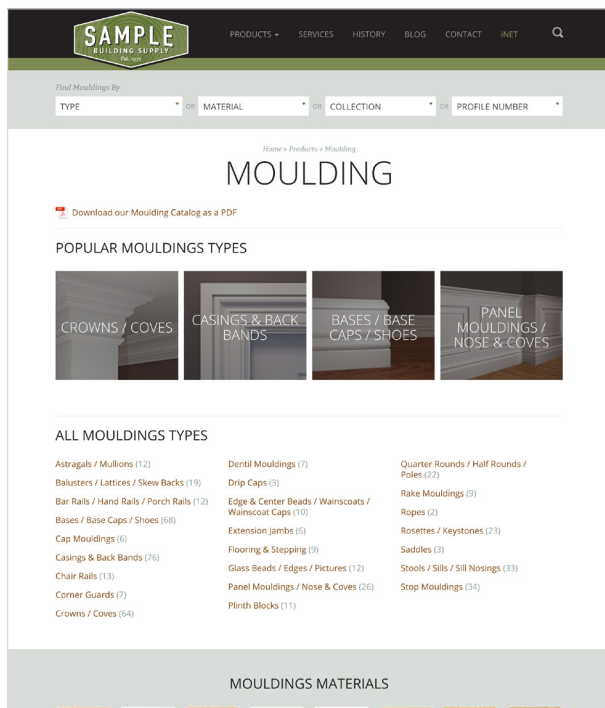 SAMPLE
BUILDING SUPPLY
Est. 1975
PRODUCTS
SERVICES
HISTORY
BLOG
CONTACT
INET
Find Mouldings By
TYPE OR MATERIAL OR COLLECTION OR PROFILE NUMBER
Home » Products » Moulding
MOULDING
Download our Moulding Catalog as a PDF
POPULAR MOULDINGS TYPES
CROWNS / COVES
CASINGS & BACK
BANDS
BASES / BASE
CAPS / SHOES
PANEL
MOULDINGS /
NOSE & COVES
ALL MOULDINGS TYPES
Astragals / Mullions (12)
Balusters / Lattices / Skew Backs (19)
Bar Rails / Hand Rails / Porch Rails (12)
Bases / Base Caps / Shoes (68)
Cap Mouldings (6)
Casings & Back Bands (76)
Chair Rails (13)
Corner Guards (7)
Crowns / Coves (64)
Dentil Mouldings (7)
Drip Caps (3)
Edge & Center Beads / Wainscoats /
Wainscoat Caps (10)
Extension Jambs (6)
Flooring & Stepping (9)
Glass Beads / Edges / Pictures (12)
Panel Mouldings / Nose & Coves (26)
Plinth Blocks (11)
Quarter Rounds / Half Rounds /
Poles (22)
Rake Mouldings (9)
Ropes (2)
Rosettes / Keystones (23)
Saddles (3)
Stools / Sills / Sill Nosings (33)
Stop Mouldings (34)
MOULDINGS MATERIALS